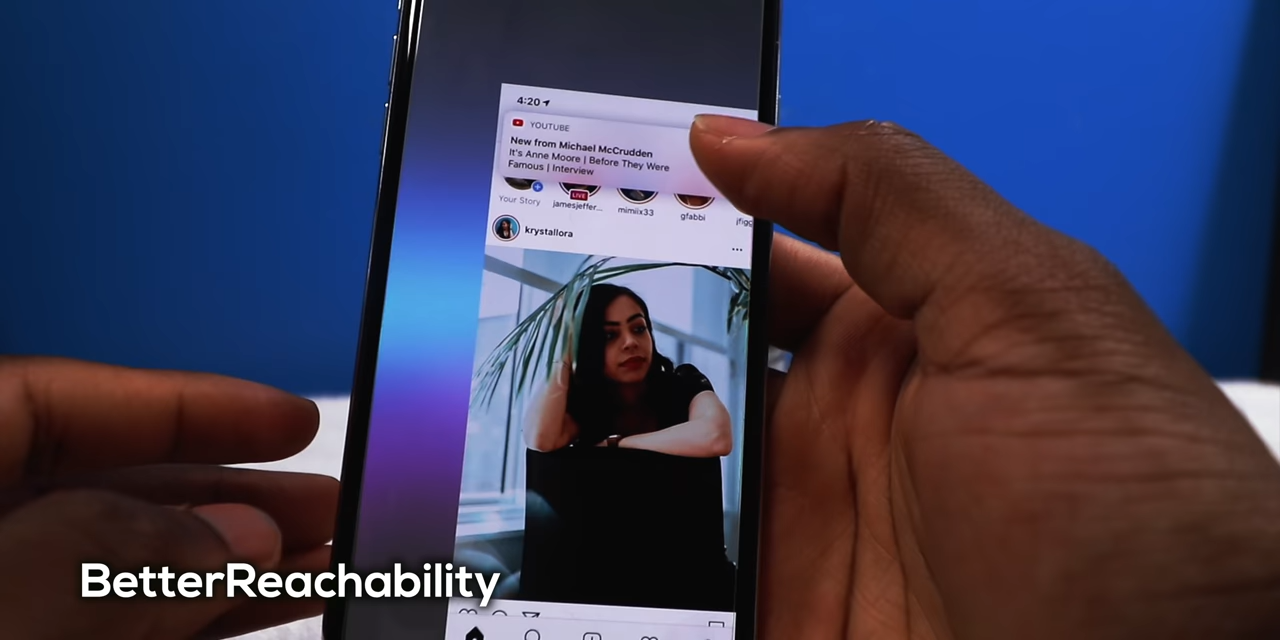 4:20
YOUTUBE
New from Michael McCrudden
It's Anne Moore | Before They Were
Famous | Interview
LIVE
Your Story
jamesjeffer...
mimiix33
gfabbi
krystallora
BetterReachability